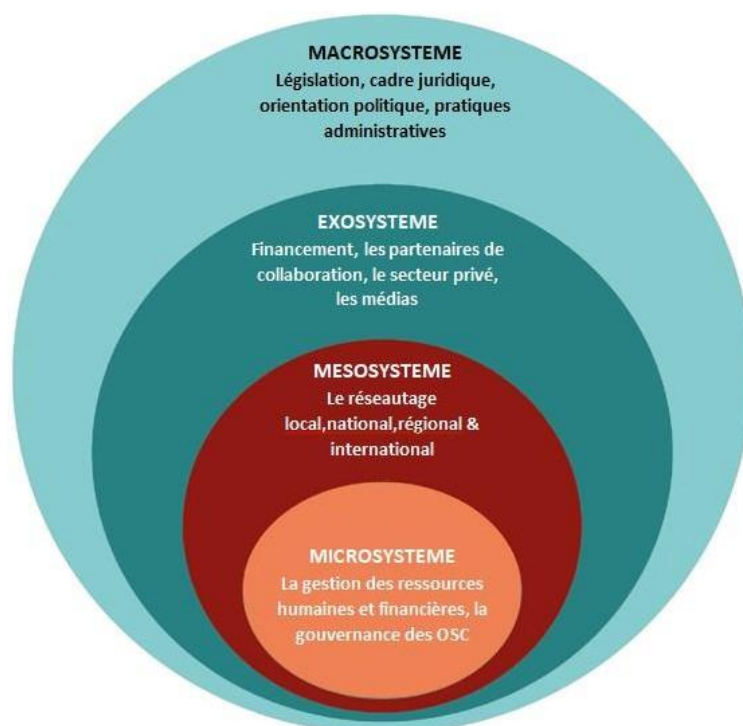 MACROSYSTEME
Législation, cadre juridique,
orientation politique, pratiques
administratives
EXOSYSTEME
Financement, les partenaires de
collaboration, le secteur privé,
les médias
MESOSYSTEME
Le réseautage
local,national,régional &
international
MICROSYSTEME
La gestion des ressources
humaines et financières, la
gouvernance des OSC